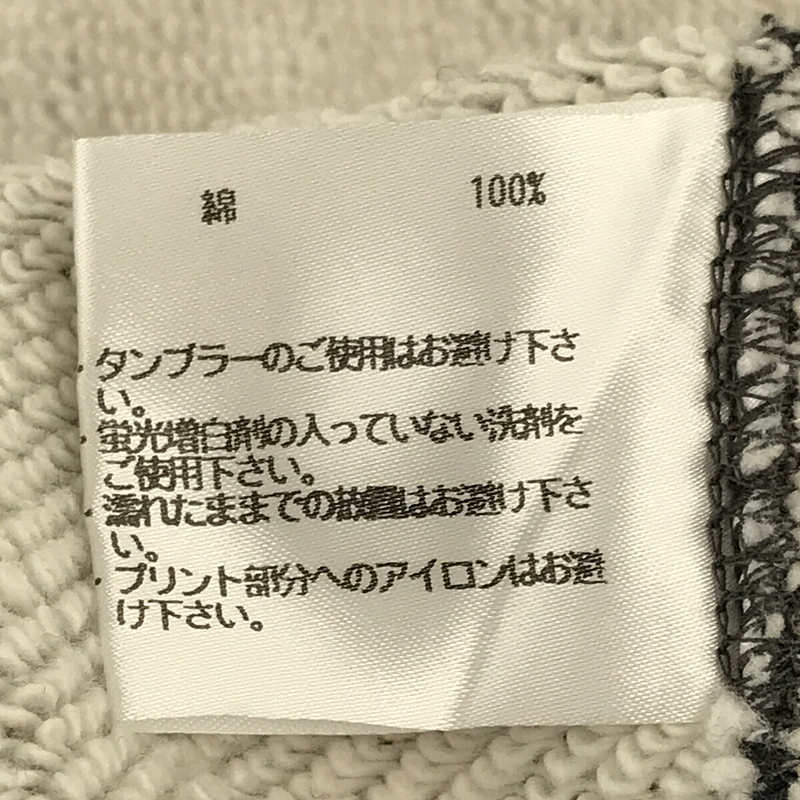 綿 100%
・タンブラーのご使用はお避け下さ
い。
・蛍光増白剤の入っていない洗剤を
ご使用下さい。
・濡れたままでの放置はお避け下さ
い。
・プリント部分へのアイロンはお避
け下さい。